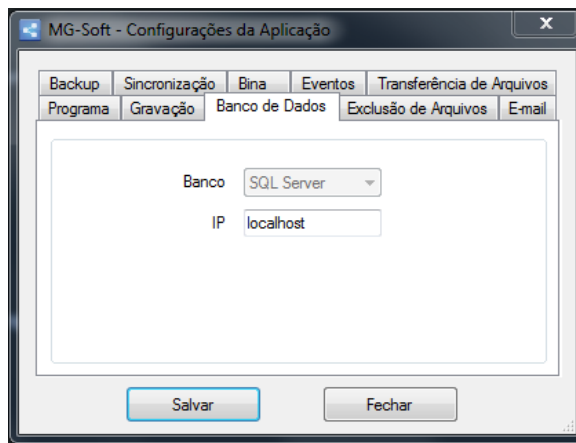 MG-Soft - Configurações da Aplicação
x
Backup Sincronização Bina Eventos Transferência de Arquivos
Programa Gravação Banco de Dados Exclusão de Arquivos E-mail
Banco SQL Server
IP localhost
Salvar Fechar